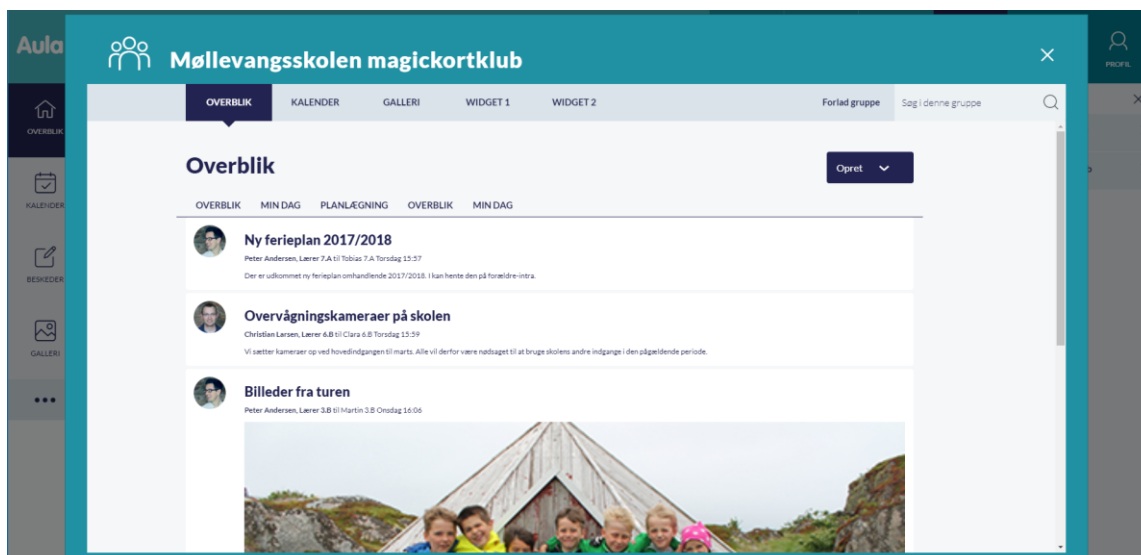 Aula
Møllevangsskolen magickortklub
PROFIL
OVERBLIK
KALENDER
GALLERI
WIDGET 1
WIDGET 2
Forlad gruppe
Søg i denne gruppe
OVERBLIK
KALENDER
BESKEDER
GALLERI
Overblik
Opret
OVERBLIK MIN DAG PLANLÆGNING OVERBLIK MIN DAG
Ny ferieplan 2017/2018
Peter Andersen, Lærer 7.A til Tobias 7.A Torsdag 15:57
Der er udkommet ny ferieplan omhandlende 2017/2018. I kan hente den på forældre-intra.
Overvågningskameraer på skolen
Christian Larsen, Lærer 6.B til Clara 6.B Torsdag 15:59
Vi sætter kameraer op ved hovedindgangen til marts. Alle vil derfor være nødsaget til at bruge skolens andre indgange i den pågældende periode.
Billeder fra turen
Peter Andersen, Lærer 3.B til Martin 3.B Onsdag 16:06